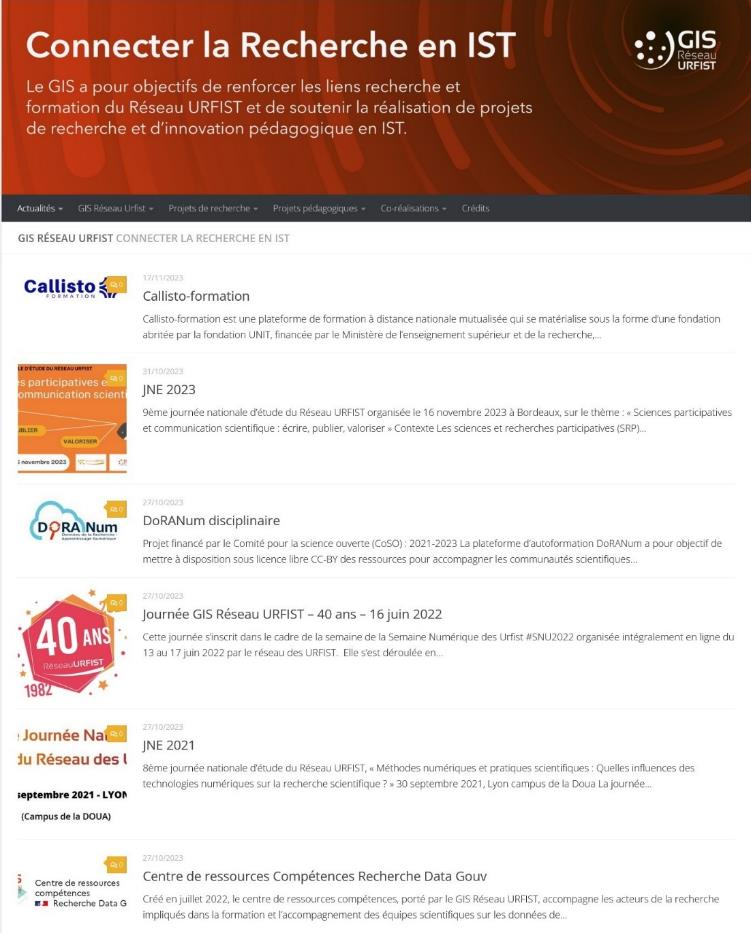 Connecter la Recherche en IST
GIS
Réseau
URFIST
Le GIS a pour objectifs de renforcer les liens recherche et
formation du Réseau URFIST et de soutenir la réalisation de projets
de recherche et d'innovation pédagogique en IST.
Actualités GIS Réseau Urfist Projets de recherche Projets pédagogiques Co-réalisations Crédits
GIS RÉSEAU URFIST CONNECTER LA RECHERCHE EN IST
Callisto
FORMATION
0
17/11/2023
Callisto-formation
Callisto-formation est une plateforme de formation à distance nationale mutualisée qui se matérialise sous la forme d'une fondation
abritée par la fondation UNIT, financée par le Ministère de l'enseignement supérieur et de la recherche,...
LE D'ÉTUDE DU RÉSEAU URFIST
s participatives e
ommunication scienti
0
BLIER
VALORISER
novembre 2023
31/10/2023
JNE 2023
9ème journée nationale d'étude du Réseau URFIST organisée le 16 novembre 2023 à Bordeaux, sur le thème : « Sciences participatives
et communication scientifique : écrire, publier, valoriser » Contexte Les sciences et recherches participatives (SRP)...
DORANum
Données de la Recherche
Apprentissage Numérique
0
27/10/2023
DoRANum disciplinaire
Projet financé par le Comité pour la science ouverte (CoSO) : 2021-2023 La plateforme d'autoformation DoRANum a pour objectif de
mettre à disposition sous licence libre CC-BY des ressources pour accompagner les communautés scientifiques...
0
40 ANS
RéseauURFIST
1982
27/10/2023
Journée GIS Réseau URFIST – 40 ans – 16 juin 2022
Cette journée s'inscrit dans le cadre de la semaine de la Semaine Numérique des Urfist #SNU2022 organisée intégralement en ligne du
13 au 17 juin 2022 par le réseau des URFIST. Elle s'est déroulée en...
Journée Na
0
du Réseau des U
septembre 2021 - LYON
(Campus de la DOUA)
27/10/2023
JNE 2021
8ème journée nationale d'étude du Réseau URFIST, « Méthodes numériques et pratiques scientifiques : Quelles influences des
technologies numériques sur la recherche scientifique ? » 30 septembre 2021, Lyon campus de la Doua La journée...
0
Centre de ressources
compétences
Recherche Data G
27/10/2023
Centre de ressources Compétences Recherche Data Gouv
Créé en juillet 2022, le centre de ressources compétences, porté par le GIS Réseau URFIST, accompagne les acteurs de la recherche
impliqués dans la formation et l'accompagnement des équipes scientifiques sur les données de...